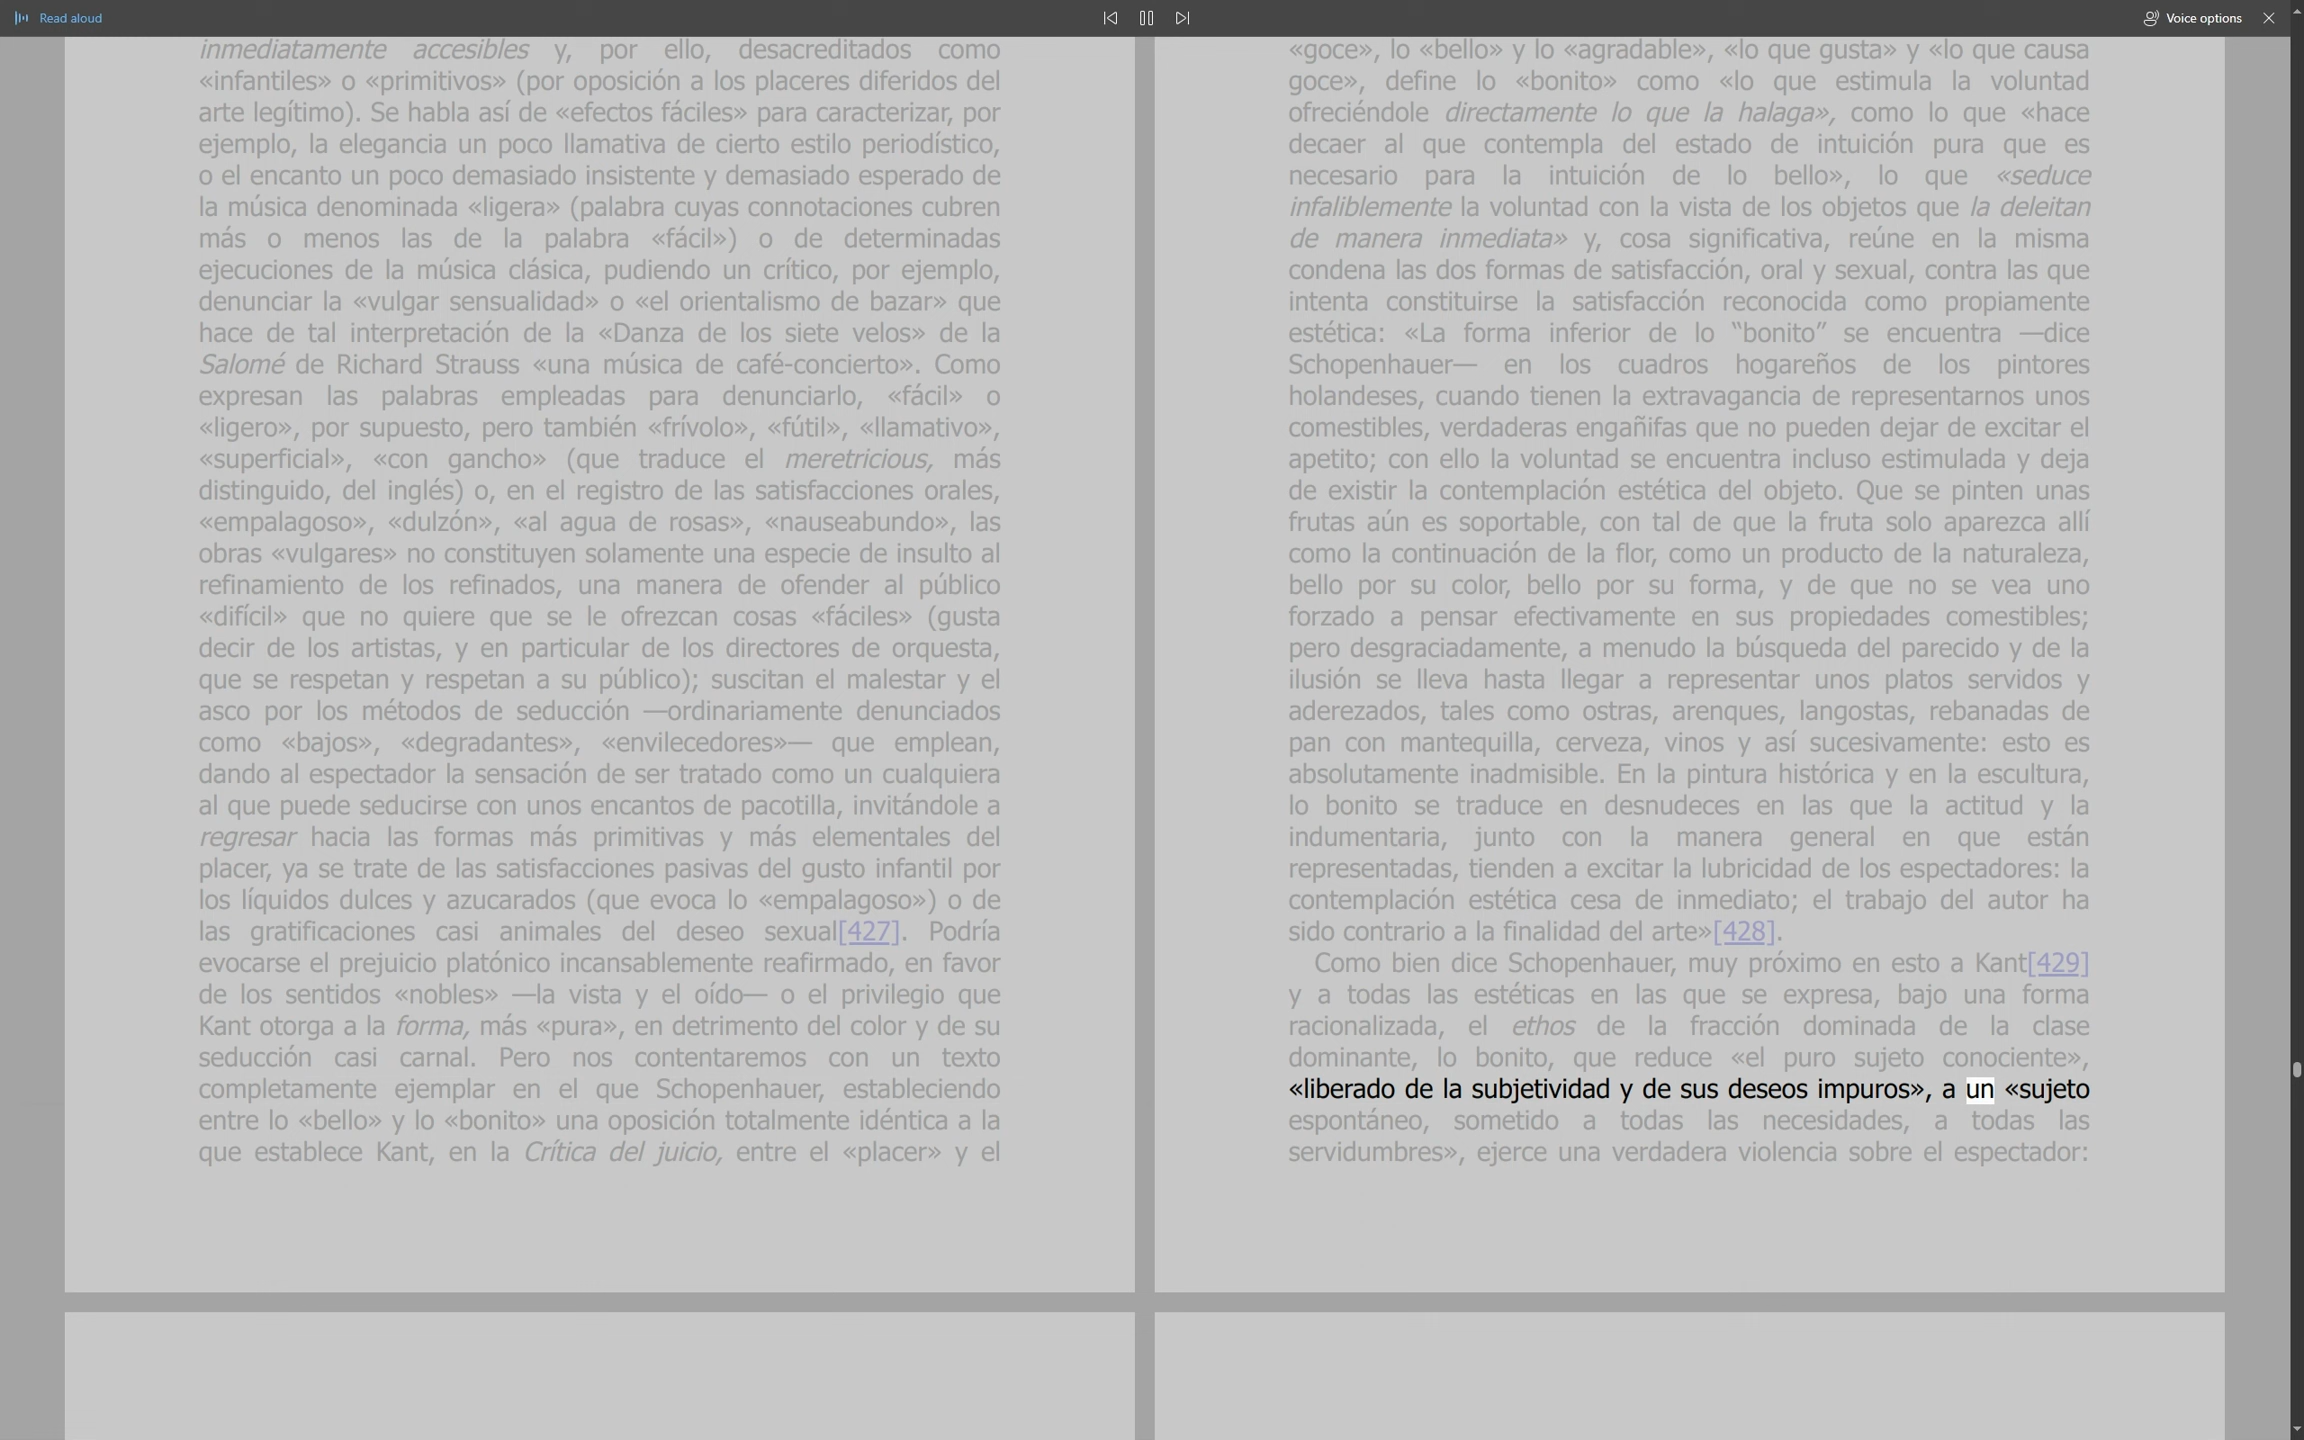 Read aloud
Voice options
inmediatamente accesibles y, por ello, desacreditados como
«infantiles» o «primitivos» (por oposición a los placeres diferidos del
arte legítimo). Se habla así de «efectos fáciles» para caracterizar, por
ejemplo, la elegancia un poco llamativa de cierto estilo periodístico,
o el encanto un poco demasiado insistente y demasiado esperado de
la música denominada «ligera» (palabra cuyas connotaciones cubren
más o menos las de la palabra «fácil») o de determinadas
ejecuciones de la música clásica, pudiendo un crítico, por ejemplo,
denunciar la «vulgar sensualidad» o «el orientalismo de bazar» que
hace de tal interpretación de la «Danza de los siete velos» de la
Salomé de Richard Strauss «una música de café-concierto». Como
expresan las palabras empleadas para denunciarlo, «fácil» o
«ligero», por supuesto, pero también «frívolo», «fútil», «llamativo»,
«superficial», «con gancho» (que traduce el meretricious, más
distinguido, del inglés) o, en el registro de las satisfacciones orales,
«empalagoso», «dulzón», «al agua de rosas», «nauseabundo», las
obras «vulgares» no constituyen solamente una especie de insulto al
refinamiento de los refinados, una manera de ofender al público
«difícil» que no quiere que se le ofrezcan cosas «fáciles» (gusta
decir de los artistas, y en particular de los directores de orquesta,
que se respetan y respetan a su público); suscitan el malestar y el
asco por los métodos de seducción —ordinariamente denunciados
como «bajos», «degradantes», «envilecedores»— que emplean,
dando al espectador la sensación de ser tratado como un cualquiera
al que puede seducirse con unos encantos de pacotilla, invitándole a
regresar hacia las formas más primitivas y más elementales del
placer, ya se trate de las satisfacciones pasivas del gusto infantil por
los líquidos dulces y azucarados (que evoca lo «empalagoso») o de
las gratificaciones casi animales del deseo sexual[427]. Podría
evocarse el prejuicio platónico incansablemente reafirmado, en favor
de los sentidos «nobles» —la vista y el oído— o el privilegio que
Kant otorga a la forma, más «pura», en detrimento del color y de su
seducción casi carnal. Pero nos contentaremos con un texto
completamente ejemplar en el que Schopenhauer, estableciendo
entre lo «bello» y lo «bonito» una oposición totalmente idéntica a la
que establece Kant, en la Crítica del juicio, entre el «placer» y el
«goce», lo «bello» y lo «agradable», «lo que gusta» y «lo que causa
goce», define lo «bonito» como «lo que estimula la voluntad
ofreciéndole directamente lo que la halaga», como lo que «hace
decaer al que contempla del estado de intuición pura que es
necesario para la intuición de lo bello», lo que «seduce
infaliblemente la voluntad con la vista de los objetos que la deleitan
de manera inmediata» y, cosa significativa, reúne en la misma
condena las dos formas de satisfacción, oral y sexual, contra las que
intenta constituirse la satisfacción reconocida como propiamente
estética: «La forma inferior de lo “bonito” se encuentra —dice
Schopenhauer— en los cuadros hogareños de los pintores
holandeses, cuando tienen la extravagancia de representarnos unos
comestibles, verdaderas engañifas que no pueden dejar de excitar el
apetito; con ello la voluntad se encuentra incluso estimulada y deja
de existir la contemplación estética del objeto. Que se pinten unas
frutas aún es soportable, con tal de que la fruta solo aparezca allí
como la continuación de la flor, como un producto de la naturaleza,
bello por su color, bello por su forma, y de que no se vea uno
forzado a pensar efectivamente en sus propiedades comestibles;
pero desgraciadamente, a menudo la búsqueda del parecido y de la
ilusión se lleva hasta llegar a representar unos platos servidos y
aderezados, tales como ostras, arenques, langostas, rebanadas de
pan con mantequilla, cerveza, vinos y así sucesivamente: esto es
absolutamente inadmisible. En la pintura histórica y en la escultura,
lo bonito se traduce en desnudeces en las que la actitud y la
indumentaria, junto con la manera general en que están
representadas, tienden a excitar la lubricidad de los espectadores: la
contemplación estética cesa de inmediato; el trabajo del autor ha
sido contrario a la finalidad del arte»[428].
Como bien dice Schopenhauer, muy próximo en esto a Kant[429]
y a todas las estéticas en las que se expresa, bajo una forma
racionalizada, el ethos de la fracción dominada de la clase
dominante, lo bonito, que reduce «el puro sujeto conociente»,
«liberado de la subjetividad y de sus deseos impuros», a un «sujeto
espontáneo, sometido a todas las necesidades, a todas las
servidumbres», ejerce una verdadera violencia sobre el espectador: